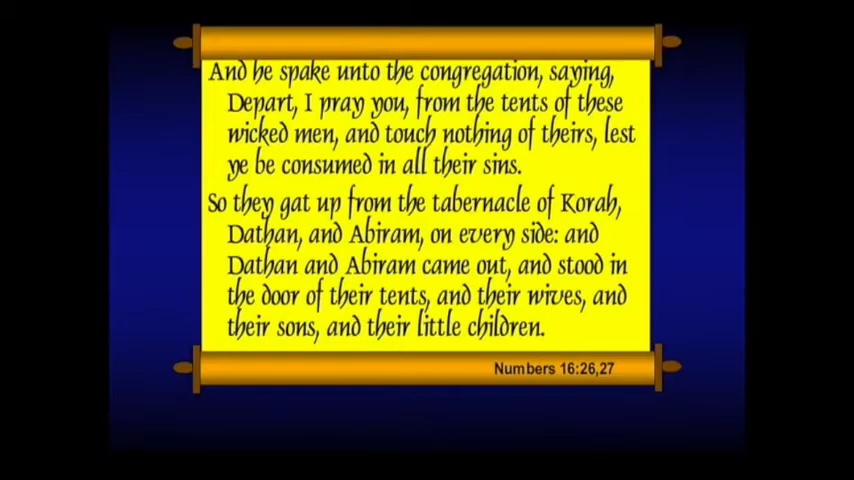 And he spake unto the congregation, saying,
Depart, I pray you, from the tents of these
wicked men, and touch nothing of theirs, lest
ye be consumed in all their sins.
So they gat up from the tabernacle of Korah,
Dathan, and Abiram, on every side: and
Dathan and Abiram came out, and stood in
the door of their tents, and their wives, and
their sons, and their little children.
Numbers 16:26,27